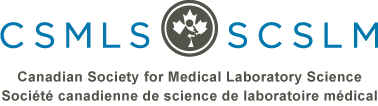 CSMLS SCSLM
Canadian Society for Medical Laboratory Science
Société canadienne de science de laboratoire médical